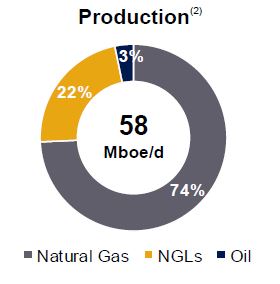 Production(2)
3%
22%
58
Mboe/d
74%
Natural Gas NGLs Oil